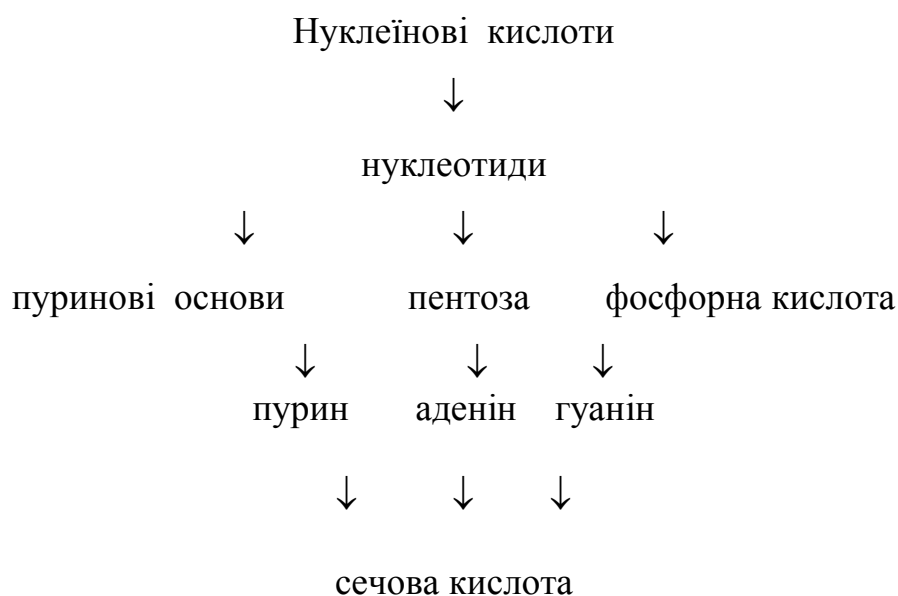 Нуклеїнові кислоти
↓
нуклеотиди
↓ ↓ ↓
пуринові основи пентоза фосфорна кислота
↓ ↓ ↓
пурин аденін гуанін
↓ ↓ ↓
сечова кислота